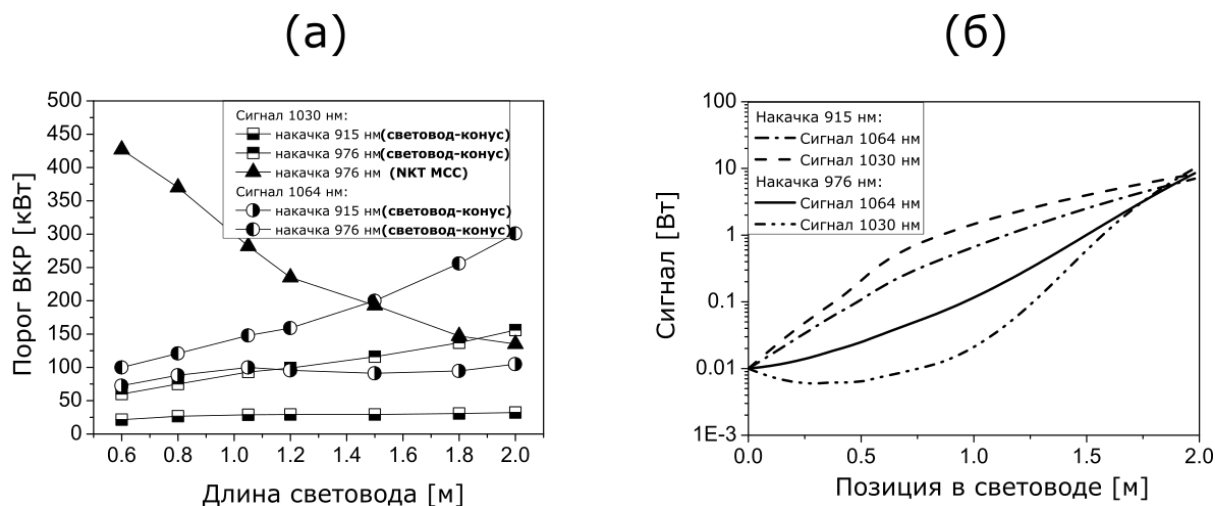 (а)
Порог ВКР [кВт]
500
450
400
350
300
250
200
150
100
50
0
Сигнал 1030 нм:
накачка 915 нм(световод-конус)
накачка 976 нм(световод-конус)
накачка 976 нм (NKT MCC)
Сигнал 1064 нм:
накачка 915 нм(световод-конус)
накачка 976 нм(световод-конус)
0.6 0.8 1.0 1.2 1.4 1.6 1.8 2.0
Длина световода [м]
(б)
Сигнал [Вт]
100
10
1
0.1
0.01
1E-3
Накачка 915 нм:
Сигнал 1064 нм
Сигнал 1030 нм
Накачка 976 нм:
Сигнал 1064 нм
Сигнал 1030 нм
0.0 0.5 1.0 1.5 2.0
Позиция в световоде [м]